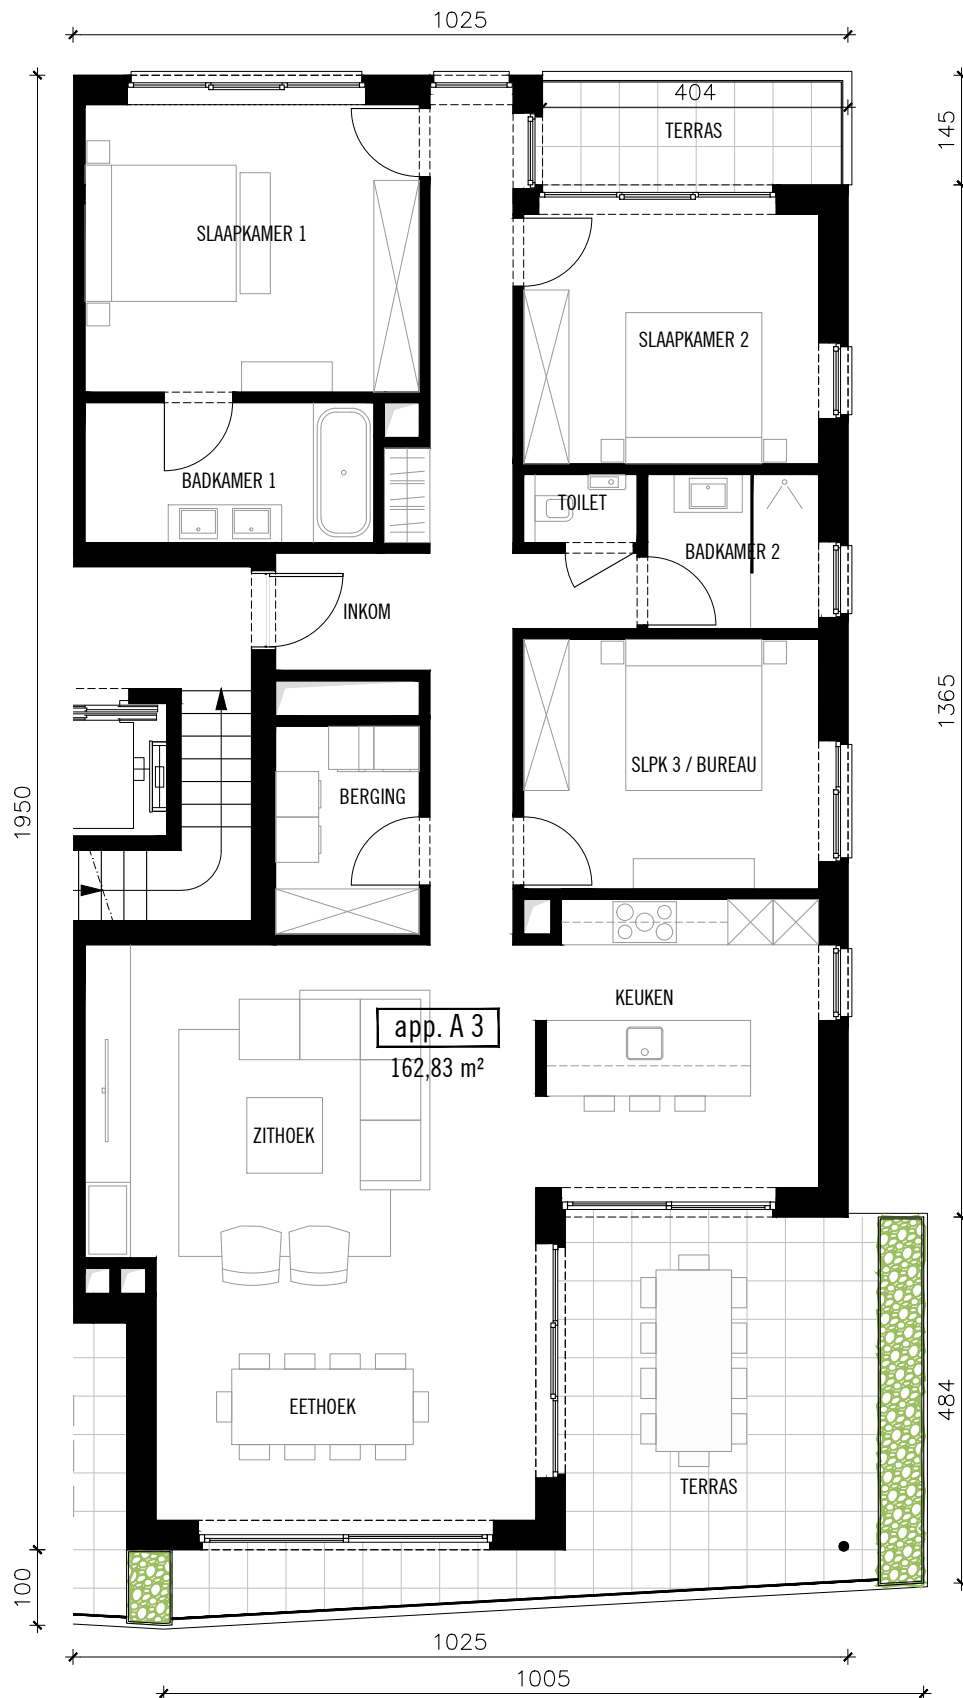 1025
404
TERRAS
145
SLAAPKAMER 1
SLAAPKAMER 2
BADKAMER 1
TOILET
BADKAMER 2
INKOM
1365
SLPK 3 / BUREAU
BERGING
1950
KEUKEN
app. A 3
162,83 m²
ZITHOEK
EETHOEK
484
TERRAS
100
1025
1005